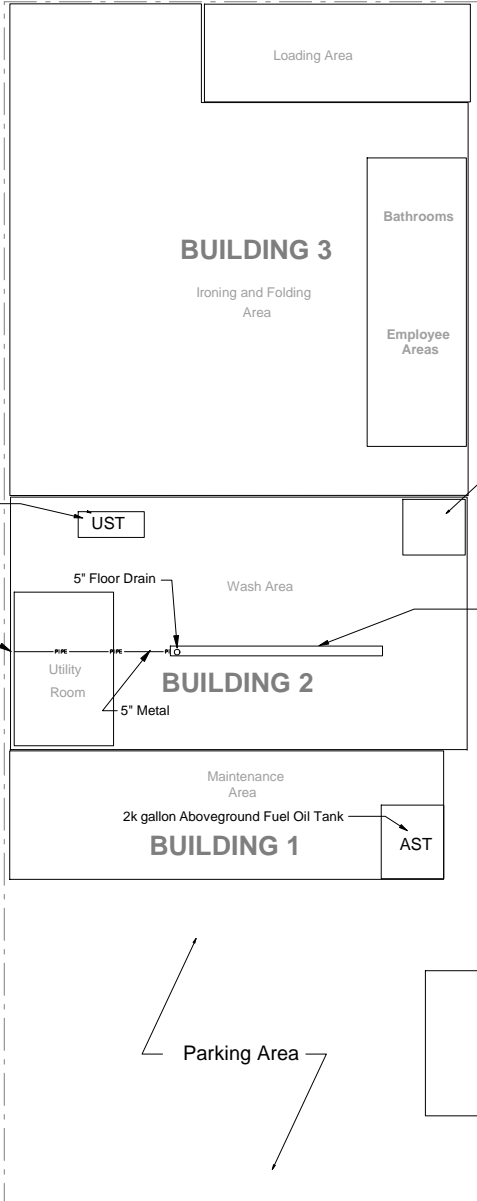 Loading Area
Bathrooms
BUILDING 3
Ironing and Folding
Area
Employee
Areas
UST
5" Floor Drain
Wash Area
PIPE
PIPE
PI
Utility
Room
BUILDING 2
5" Metal
Maintenance
Area
2k gallon Aboveground Fuel Oil Tank
BUILDING 1
AST
Parking Area